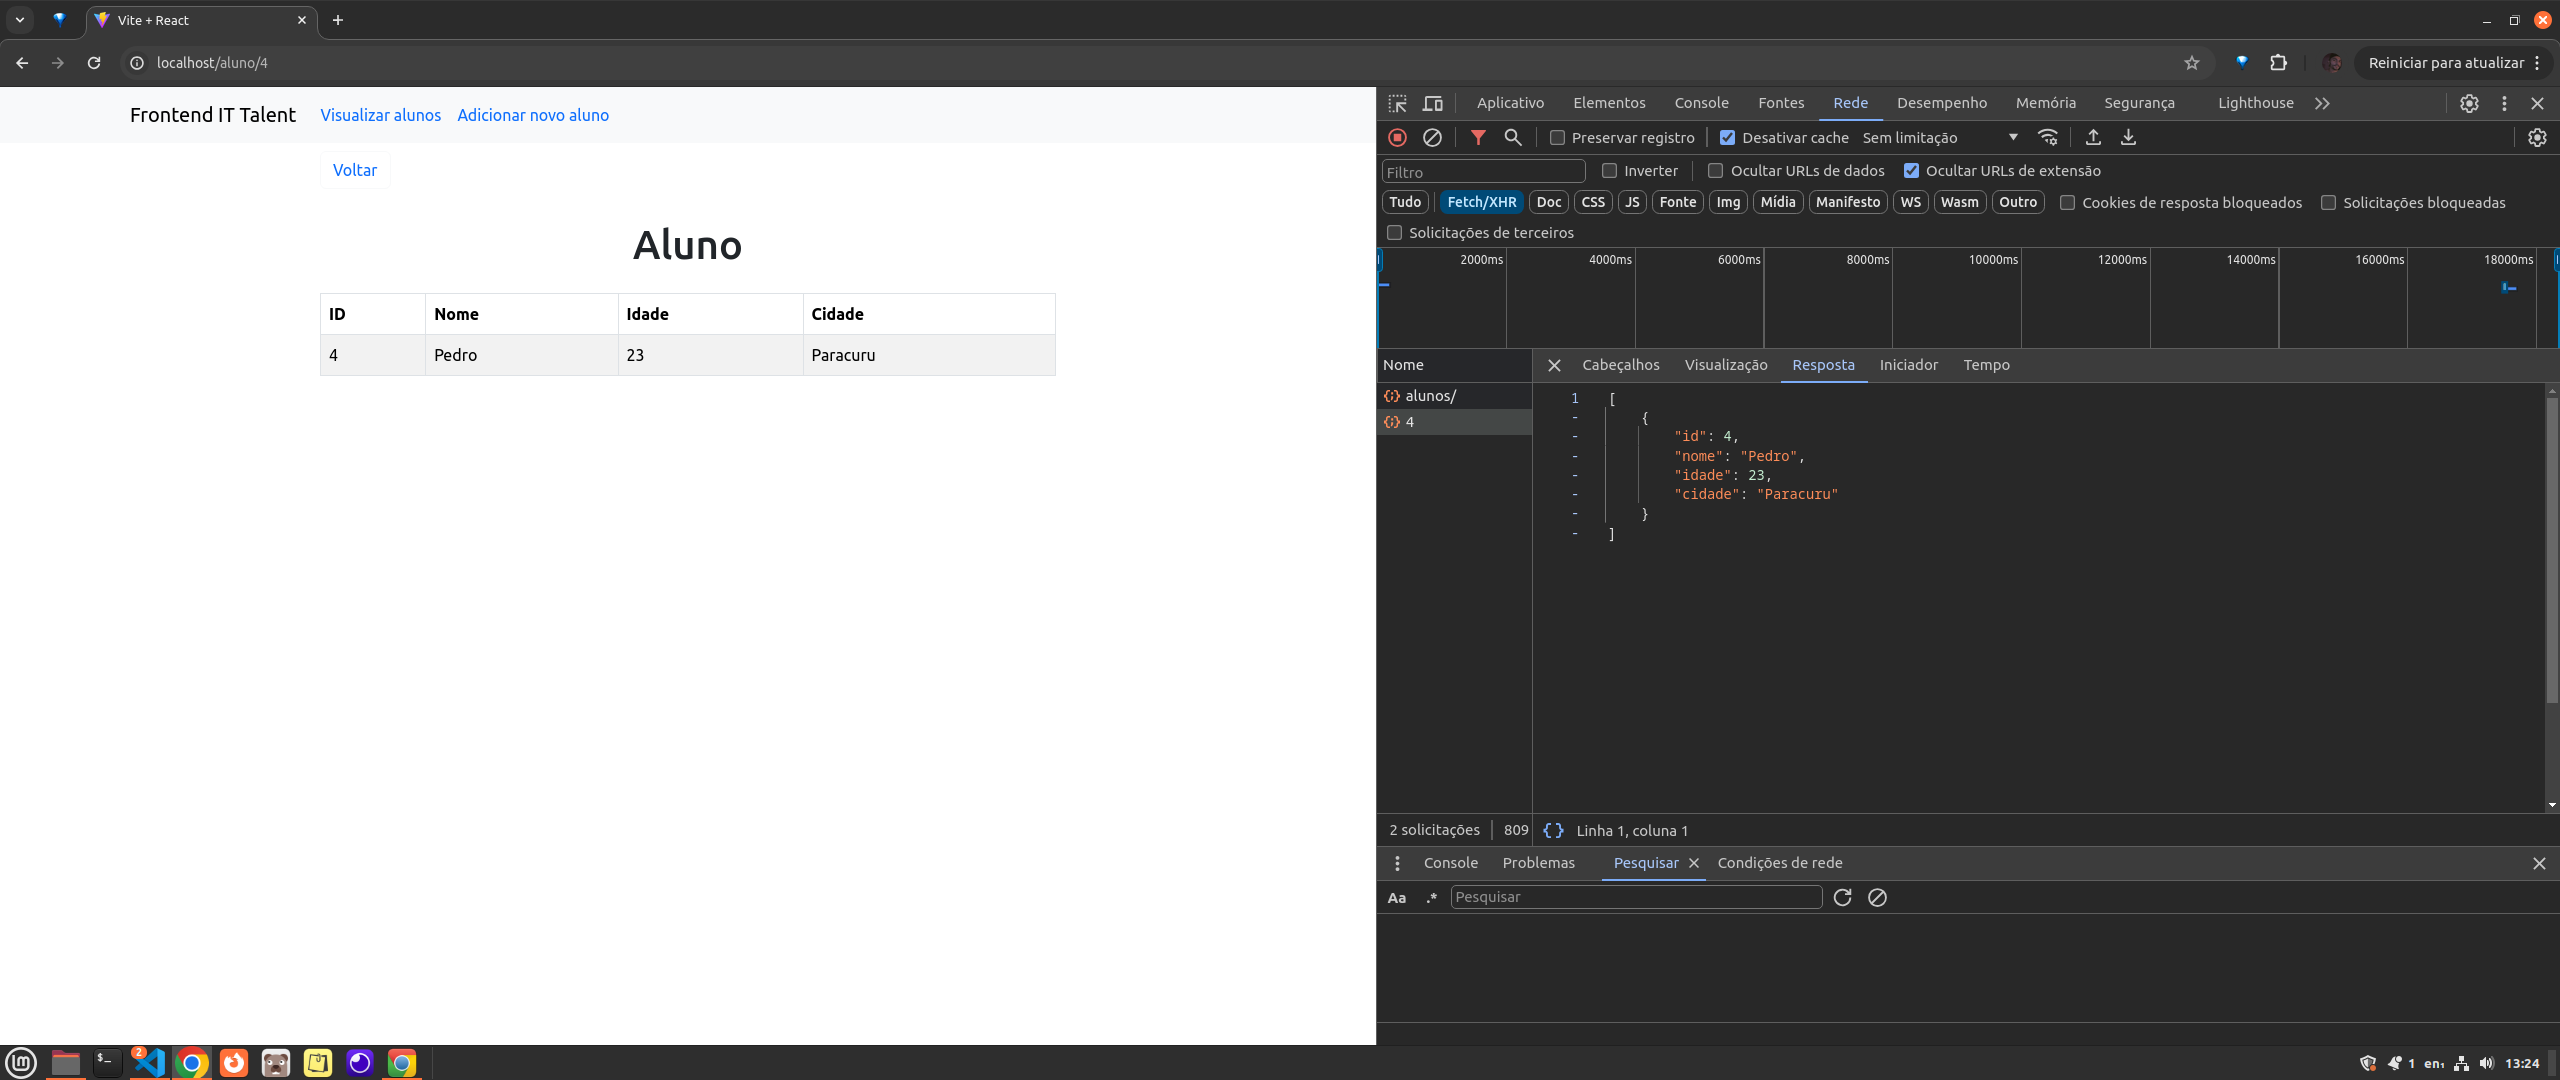 Vite + React
localhost/aluno/4
Reiniciar para atualizar
Frontend IT Talent
Visualizar alunos
Adicionar novo aluno
Voltar
Aluno
ID Nome Idade Cidade
4 Pedro 23 Paracuru
Aplicativo Elementos Console Fontes Rede Desempenho Memória Segurança Lighthouse
Preservar registro Desativar cache Sem limitação
Filtro Inverter Ocultar URLs de dados Ocultar URLs de extensão
Tudo Fetch/XHR Doc CSS JS Fonte Img Mídia Manifesto WS Wasm Outro Cookies de resposta bloqueados Solicitações bloqueadas
Solicitações de terceiros
2000ms 4000ms 6000ms 8000ms 10000ms 12000ms 14000ms 16000ms 18000ms
Nome
alunos/
4
Cabeçalhos Visualização Resposta Iniciador Tempo
1 [
- {
- "id": 4,
- "nome": "Pedro",
- "idade": 23,
- "cidade": "Paracuru"
- }
- ]
2 solicitações 809
{} Linha 1, coluna 1
Console Problemas Pesquisar Condições de rede
Aa .* Pesquisar
$_
2
1 en1 13:24